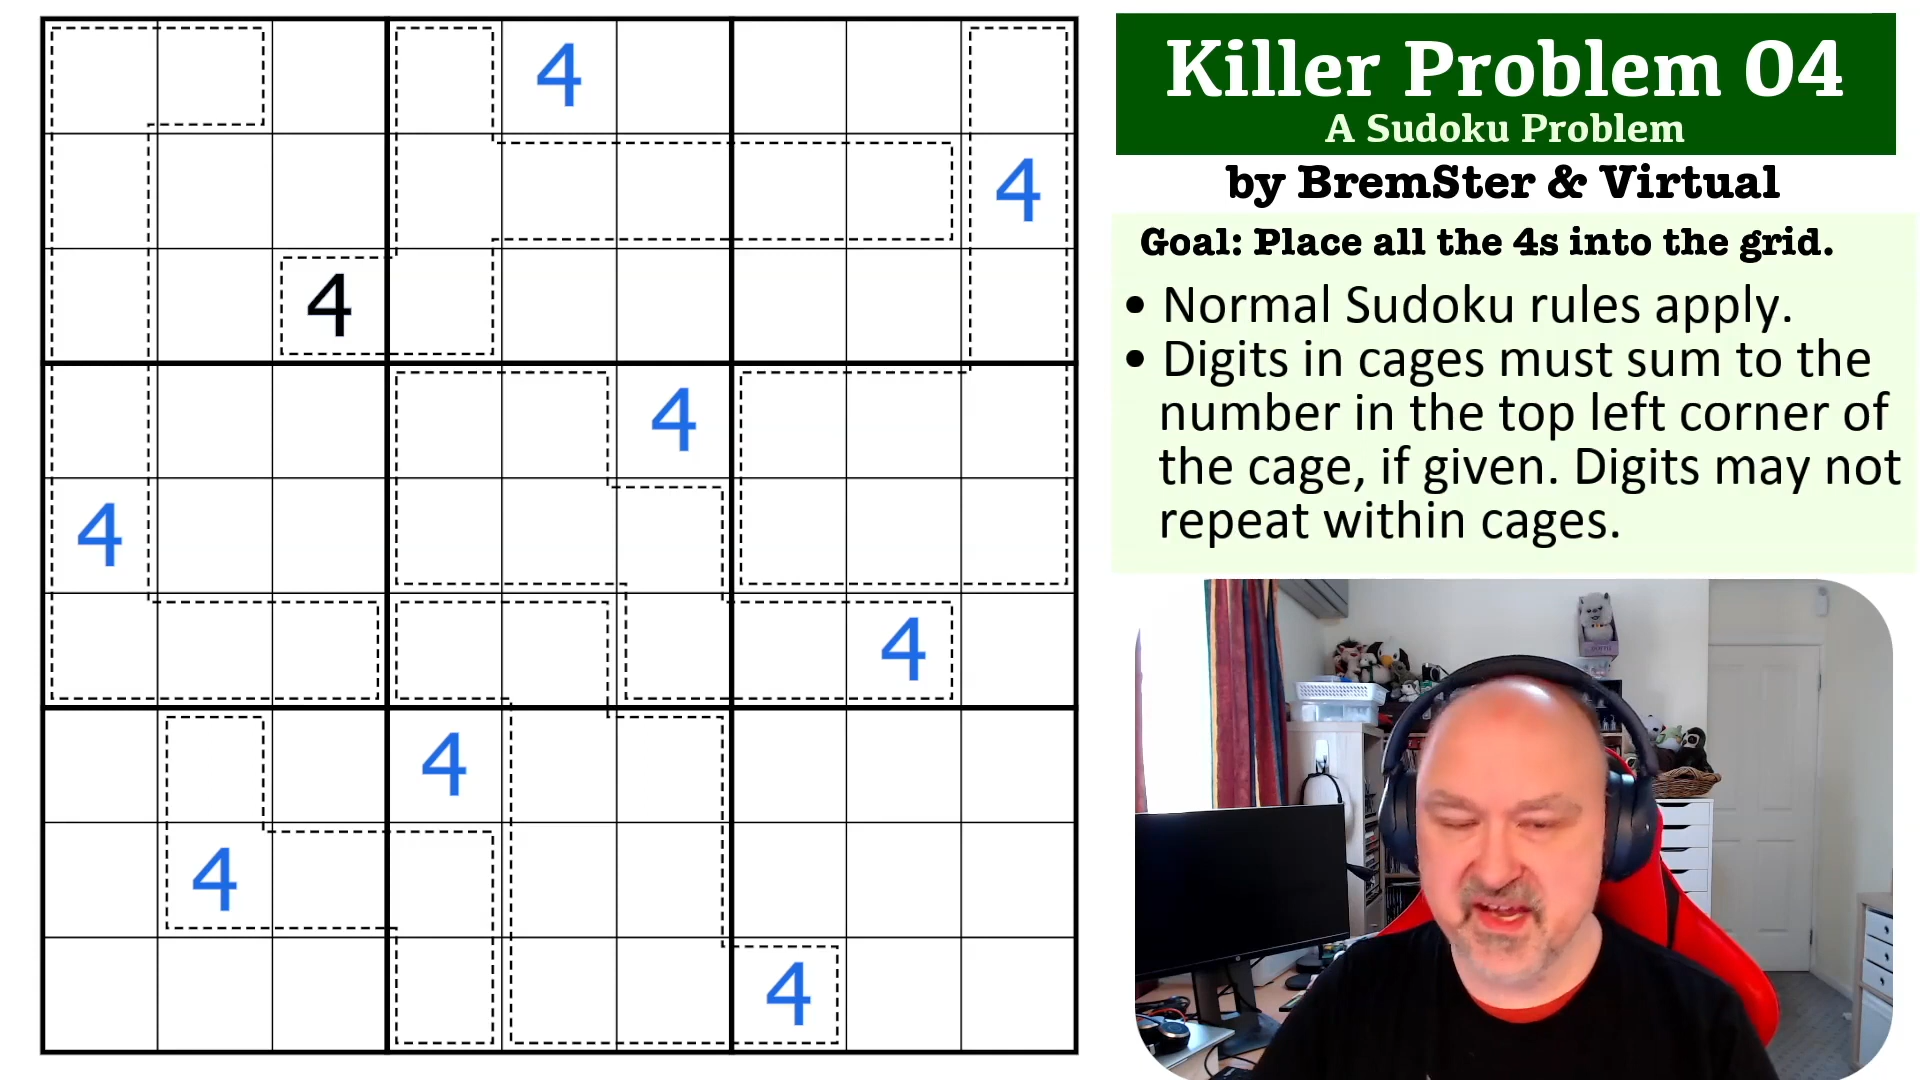 4
4
4
4
4
4
4
4
4
Killer Problem 04
A Sudoku Problem
by BremSter & Virtual
Goal: Place all the 4s into the grid.
• Normal Sudoku rules apply.
• Digits in cages must sum to the
number in the top left corner of
the cage, if given. Digits may not
repeat within cages.